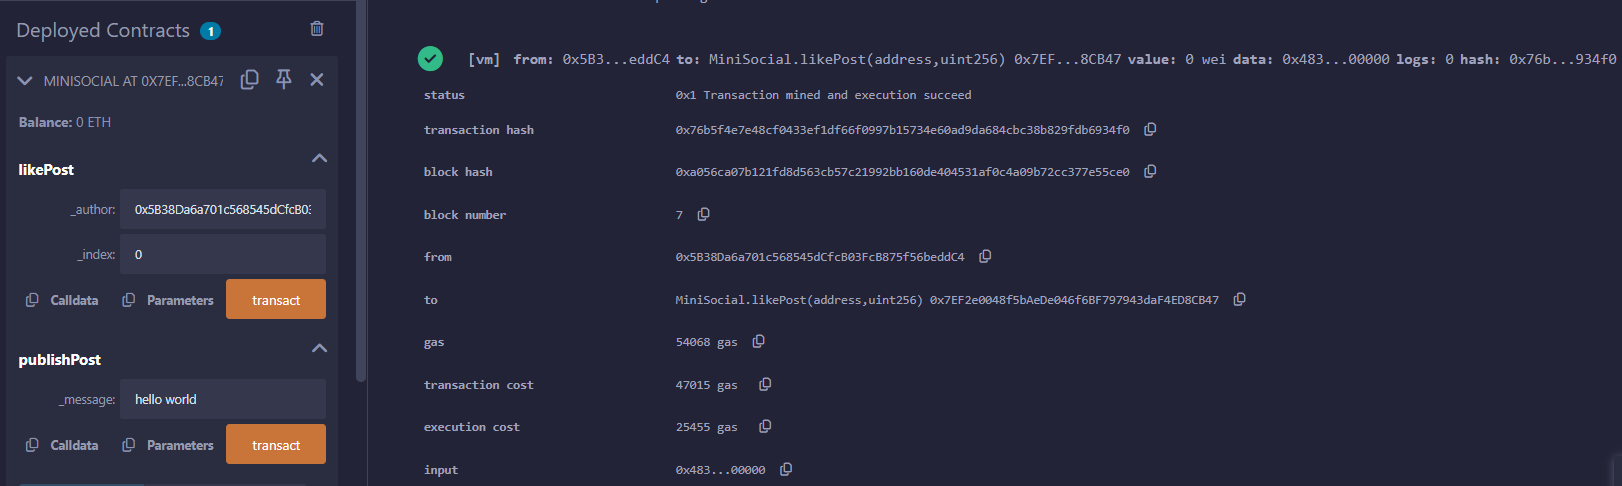 Deployed Contracts 1
MINISOCIAL AT 0X7EF...8CB47
Balance: 0 ETH
likePost
_author: 0x5B38Da6a701c568545dCfcB03
_index: 0
Calldata Parameters transact
publishPost
_message: hello world
Calldata Parameters transact
[vm] from: 0x5B3...eddC4 to: MiniSocial.likePost(address,uint256) 0x7EF...8CB47 value: 0 wei data: 0x483...00000 logs: 0 hash: 0x76b...934f0
status 0x1 Transaction mined and execution succeed
transaction hash 0x76b5f4e7e48cf0433ef1df66f0997b15734e60ad9da684cbc38b829fdb6934f0
block hash 0xa056ca07b121fd8d563cb57c21992bb160de404531af0c4a09b72cc377e55ce0
block number 7
from 0x5B38Da6a701c568545dCfcB03FcB875f56beddC4
to MiniSocial.likePost(address,uint256) 0x7EF2e0048f5bAeDe046f6BF797943daF4ED8CB47
gas 54068 gas
transaction cost 47015 gas
execution cost 25455 gas
input 0x483...00000